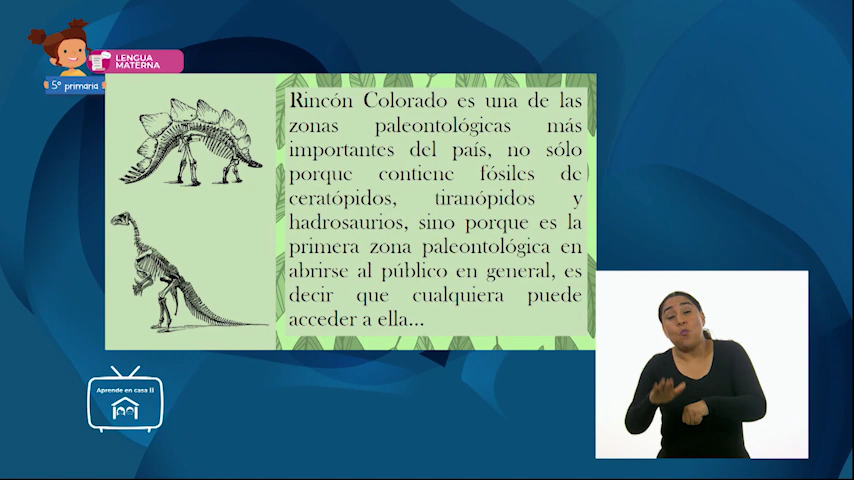 LENGUA
MATERNA
5° primaria
Rincón Colorado es una de las
zonas paleontológicas más
importantes del país, no sólo
porque contiene fósiles de
ceratópidos, tiranópidos y
hadrosaurios, sino porque es la
primera zona paleontológica en
abrirse al público en general, es
decir que cualquiera puede
acceder a ella...
Aprende en casa II